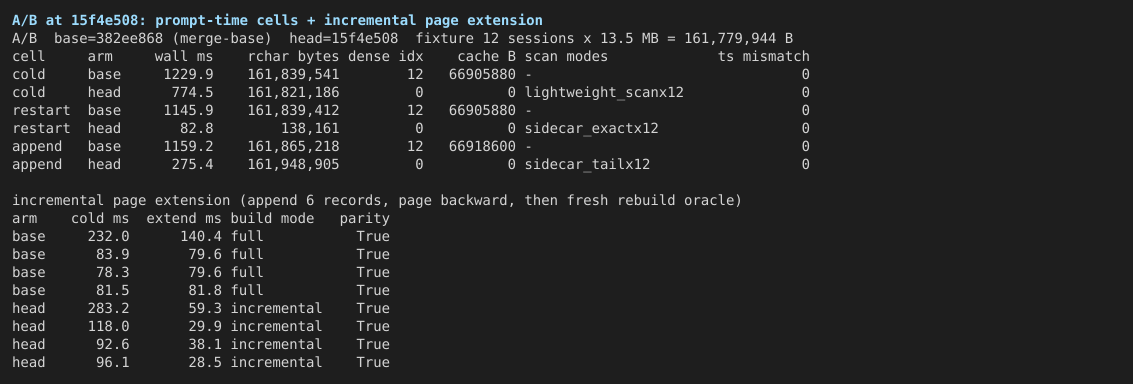 A/B at 15f4e508: prompt-time cells + incremental page extension
A/B  base=382ee868 (merge-base)  head=15f4e508  fixture 12 sessions x 13.5 MB = 161,779,944 B
cell     arm     wall ms    rchar bytes dense idx    cache B scan modes             ts mismatch
cold     base     1229.9    161,839,541        12   66905880 -                                0
cold     head      774.5    161,821,186         0          0 lightweight_scanx12              0
restart  base     1145.9    161,839,412        12   66905880 -                                0
restart  head       82.8        138,161         0          0 sidecar_exactx12                 0
append   base     1159.2    161,865,218        12   66918600 -                                0
append   head      275.4    161,948,905         0          0 sidecar_tailx12                  0
incremental page extension (append 6 records, page backward, then fresh rebuild oracle)
arm    cold ms  extend ms build mode   parity
base     232.0      140.4 full           True
base      83.9       79.6 full           True
base      78.3       79.6 full           True
base      81.5       81.8 full           True
head     283.2       59.3 incremental    True
head     118.0       29.9 incremental    True
head      92.6       38.1 incremental    True
head      96.1       28.5 incremental    True